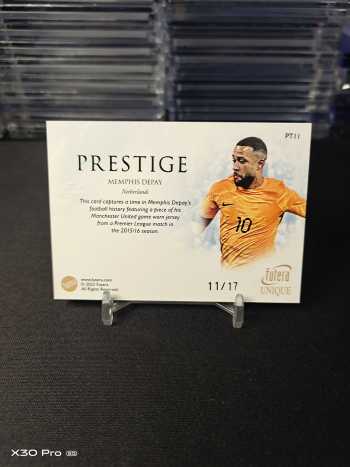 PT11
PRESTIGE
MEMPHIS DEPAY
Netherlands
This card captures a time in Memphis Depay's
football history featuring a piece of his
Manchester United game worn jersey
from a Premier League match in
the 2015/16 season.
10
www.futera.com
© 2022 Futera
All Rights Reserved
11/17
futera
UNIQUE
X30 Pro